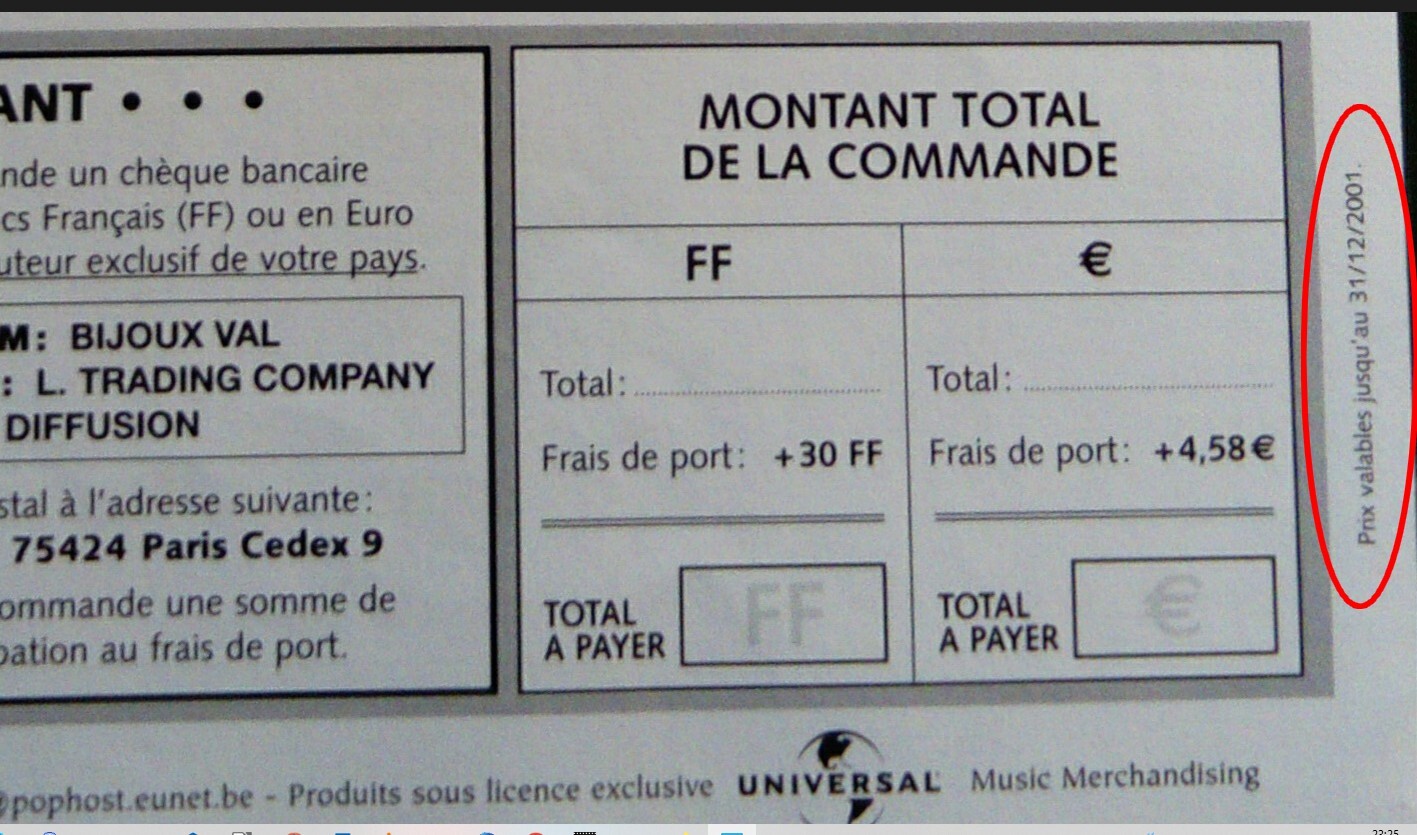 ANT • • •
nde un chèque bancaire
cs Français (FF) ou en Euro
uteur exclusif de votre pays.
M: BIJOUX VAL
: L. TRADING COMPANY
DIFFUSION
stal à l'adresse suivante:
75424 Paris Cedex 9
ommande une somme de
pation au frais de port.
MONTANT TOTAL
DE LA COMMANDE
FF
Total:
Frais de port: +30 FF
TOTAL
A PAYER
FF
€
Total:
Frais de port: +4,58€
TOTAL
A PAYER
€
Prix valables jusqu'au 31/12/2001.
@pophost.eunet.be - Produits sous licence exclusive UNIVERSAL Music Merchandising
22:25